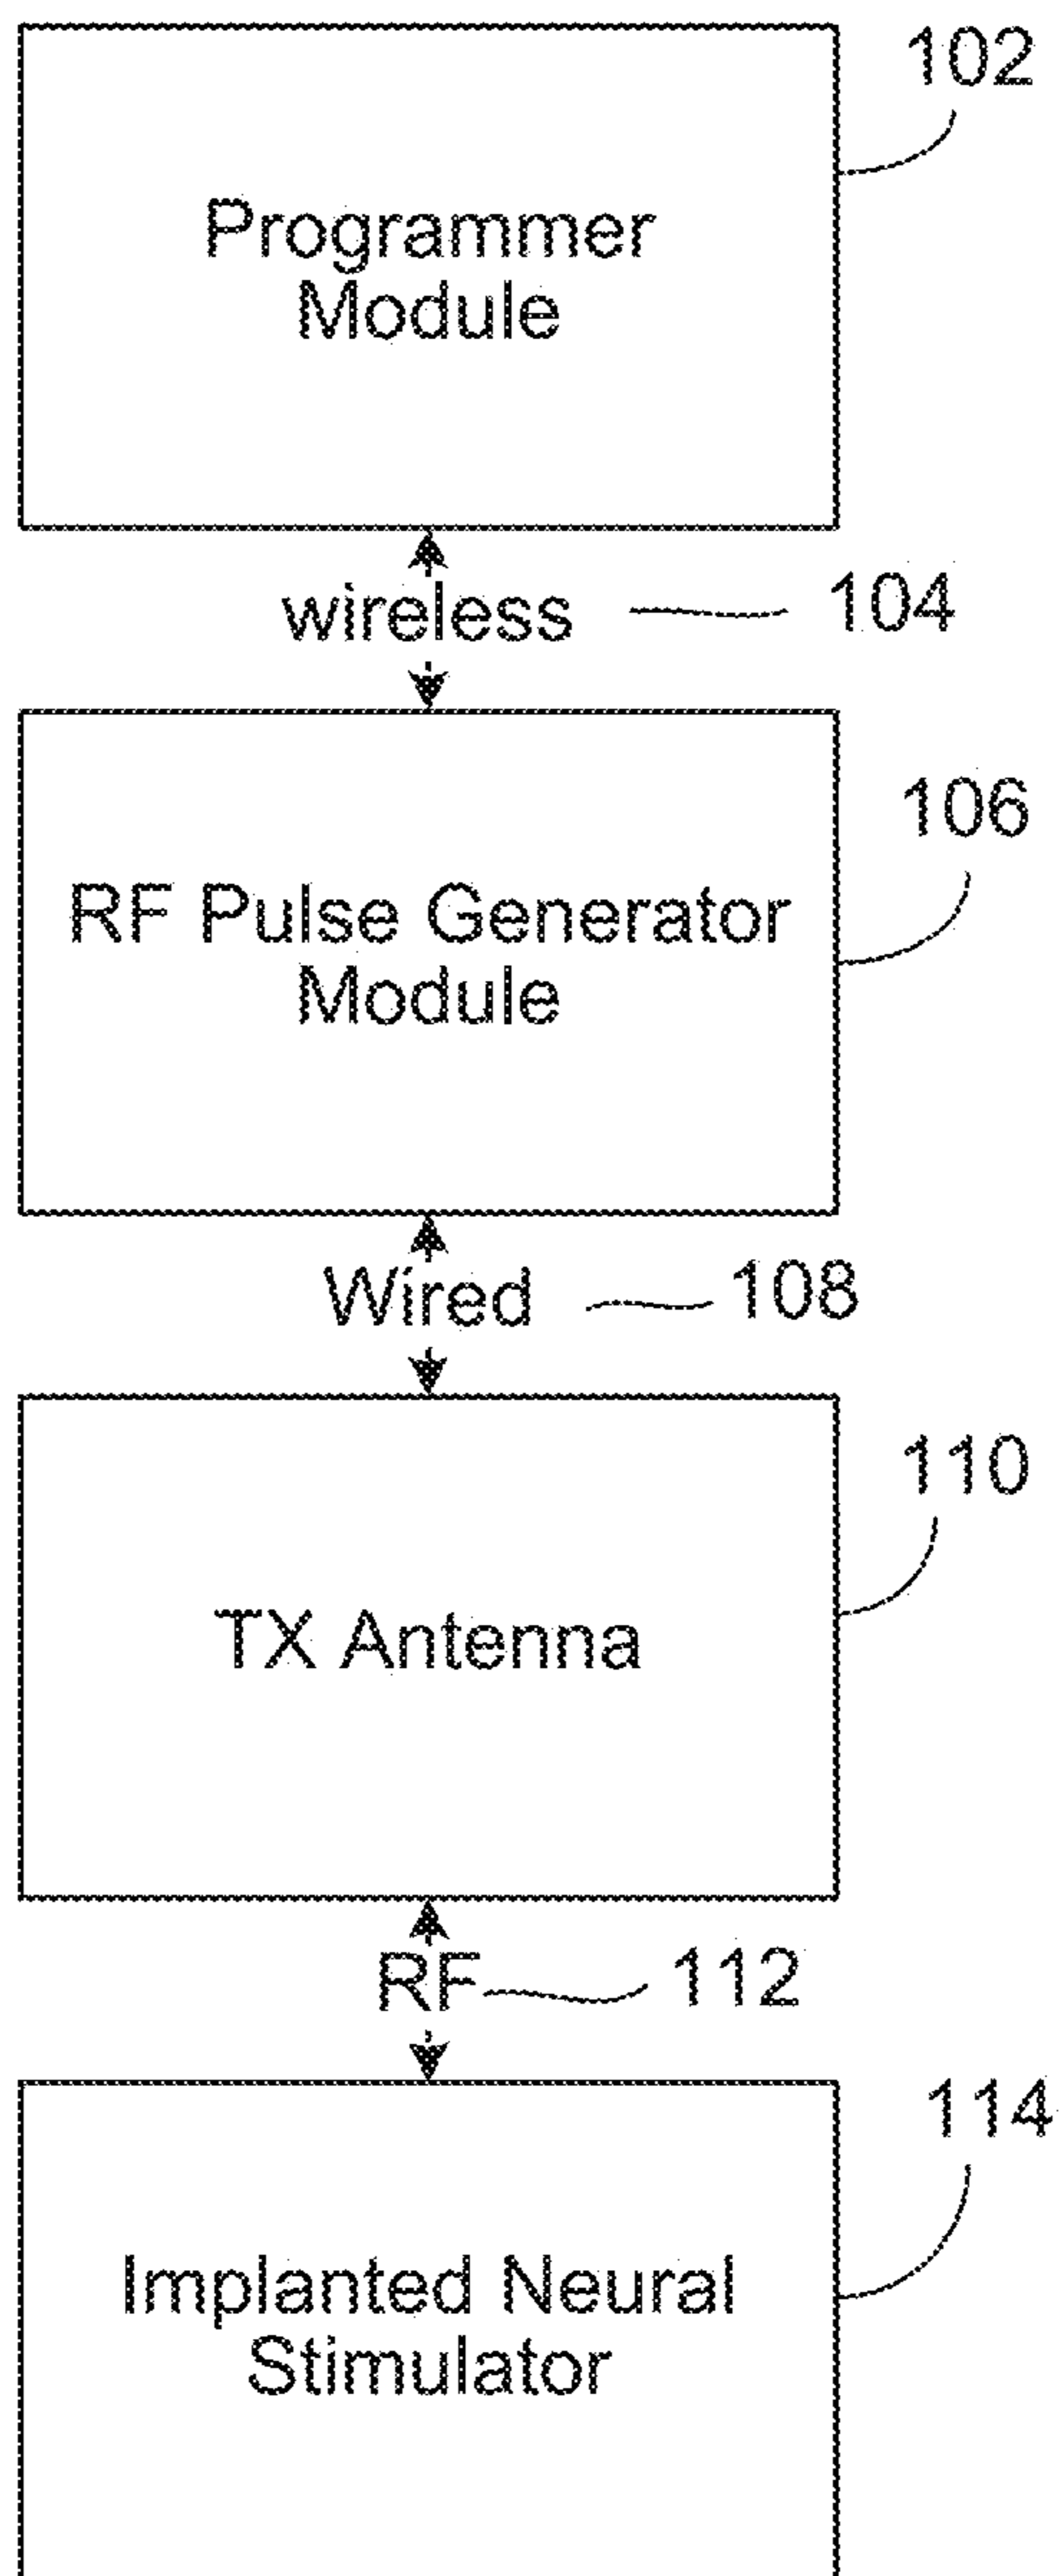 102
Programmer
Module
wireless 104
106
RF Pulse Generator
Module
Wired 108
110
TX Antenna
RF 112
114
Implanted Neural
Stimulator